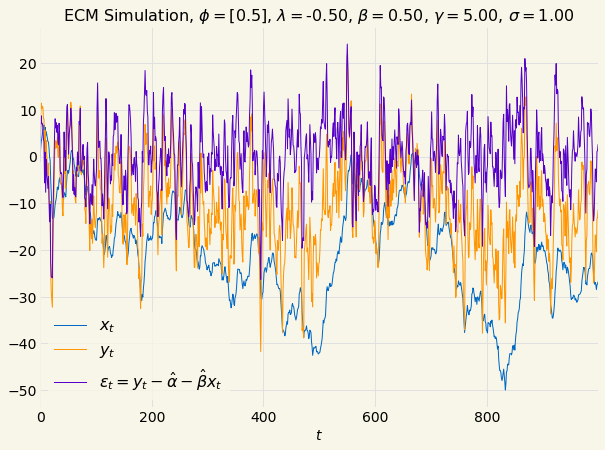 ECM Simulation, ϕ = [0.5], λ = -0.50, β = 0.50, γ = 5.00, σ = 1.00
20
10
0
−10
−20
−30
−40
−50
x_t
y_t
ε_t = y_t − α̂ − β̂x_t
0 200 400 600 800
t